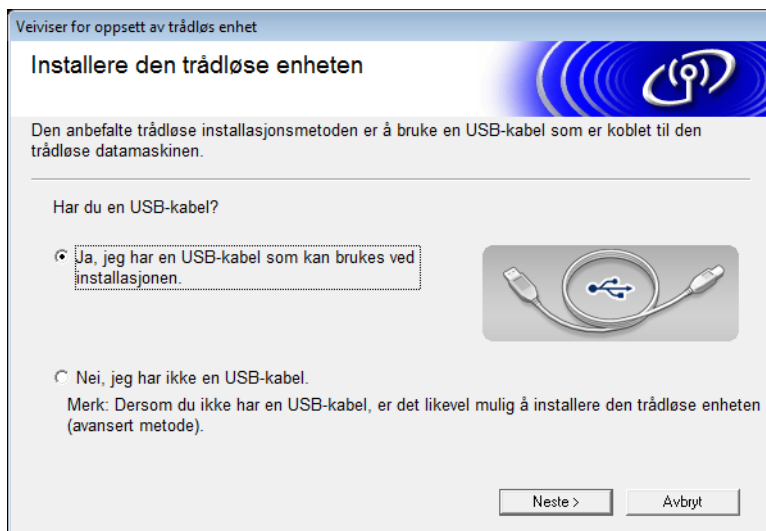 Veiviser for oppsett av trådløs enhet
Installere den trådløse enheten
Den anbefalte trådløse installasjonsmetoden er å bruke en USB-kabel som er koblet til den
trådløse datamaskinen.
Har du en USB-kabel?
Ja, jeg har en USB-kabel som kan brukes ved
installasjonen.
Nei, jeg har ikke en USB-kabel.
Merk: Dersom du ikke har en USB-kabel, er det likevel mulig å installere den trådløse enheten
(avansert metode).
Neste >
Avbryt